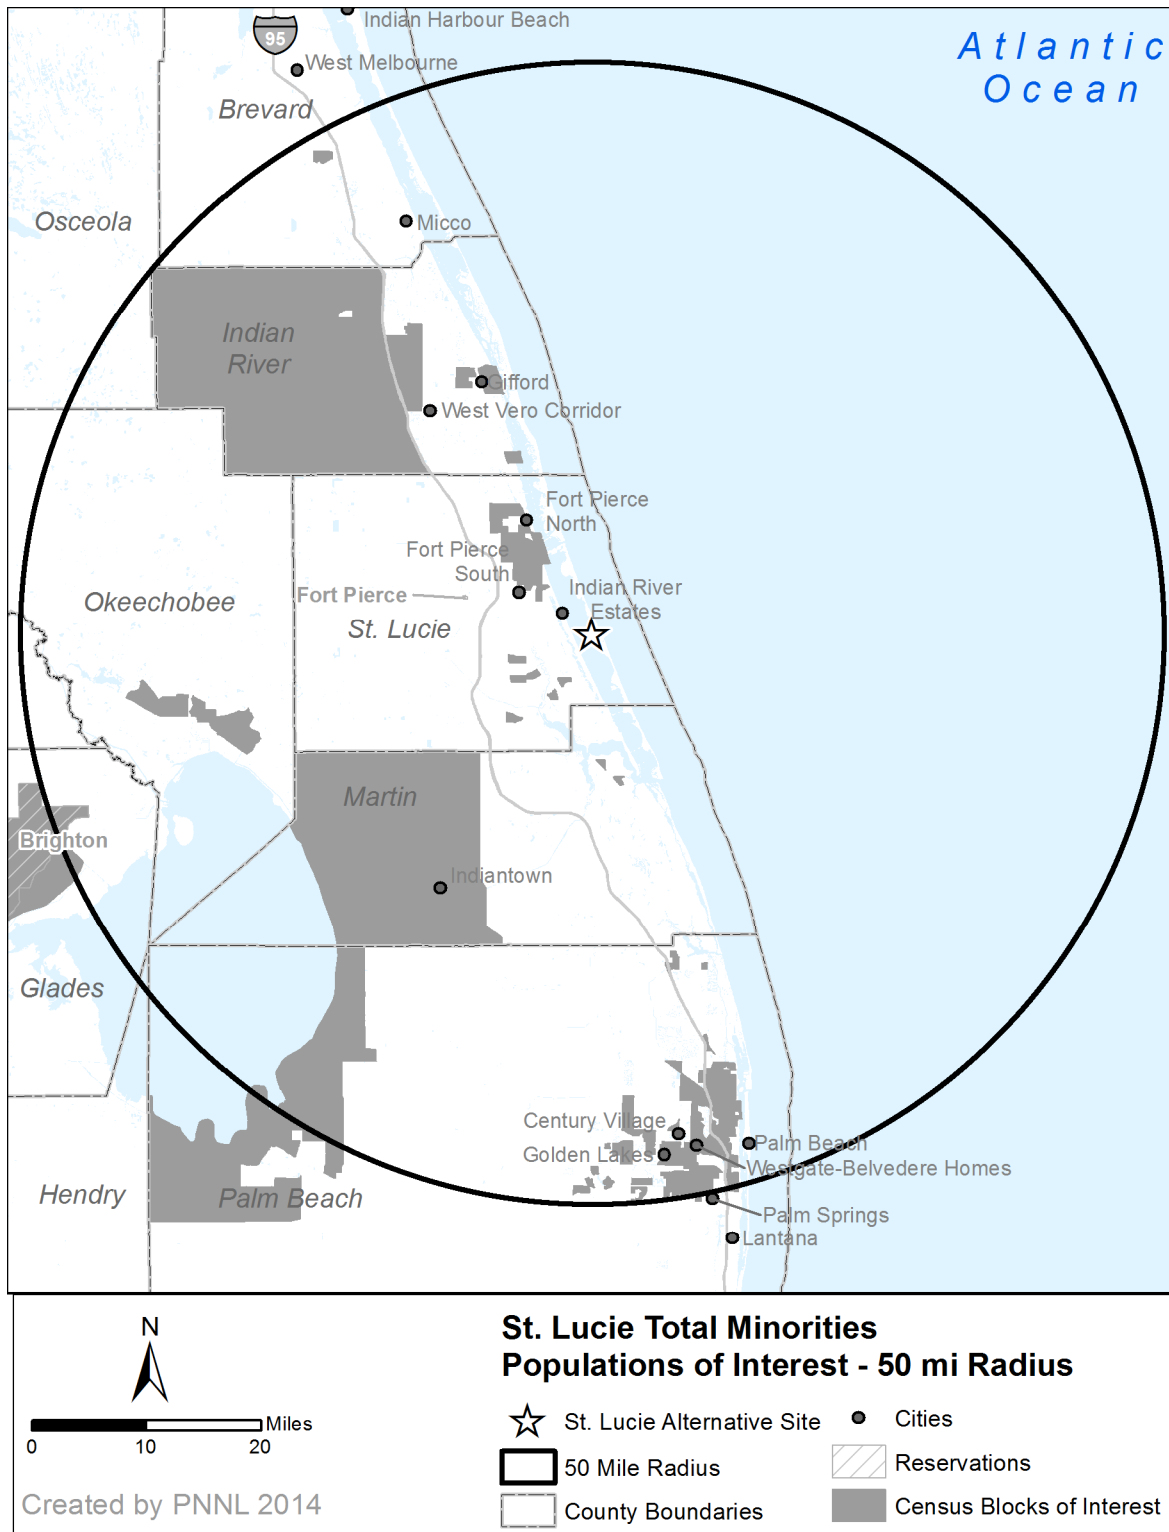 Indian Harbour Beach
95
Atlantic
Ocean
West Melbourne
Brevard
Osceola
Micco
Indian
River
Gifford
West Vero Corridor
Fort Pierce
North
Fort Pierce
South
Indian River
Estates
Fort Pierce
Okeechobee
St. Lucie
Martin
Brighton
Indiantown
Glades
Century Village
Palm Beach
Golden Lakes
Westgate-Belvedere Homes
Hendry
Palm Beach
Palm Springs
Lantana
N
Miles
0 10 20
Created by PNNL 2014
St. Lucie Total Minorities
Populations of Interest - 50 mi Radius
St. Lucie Alternative Site
Cities
50 Mile Radius
Reservations
County Boundaries
Census Blocks of Interest